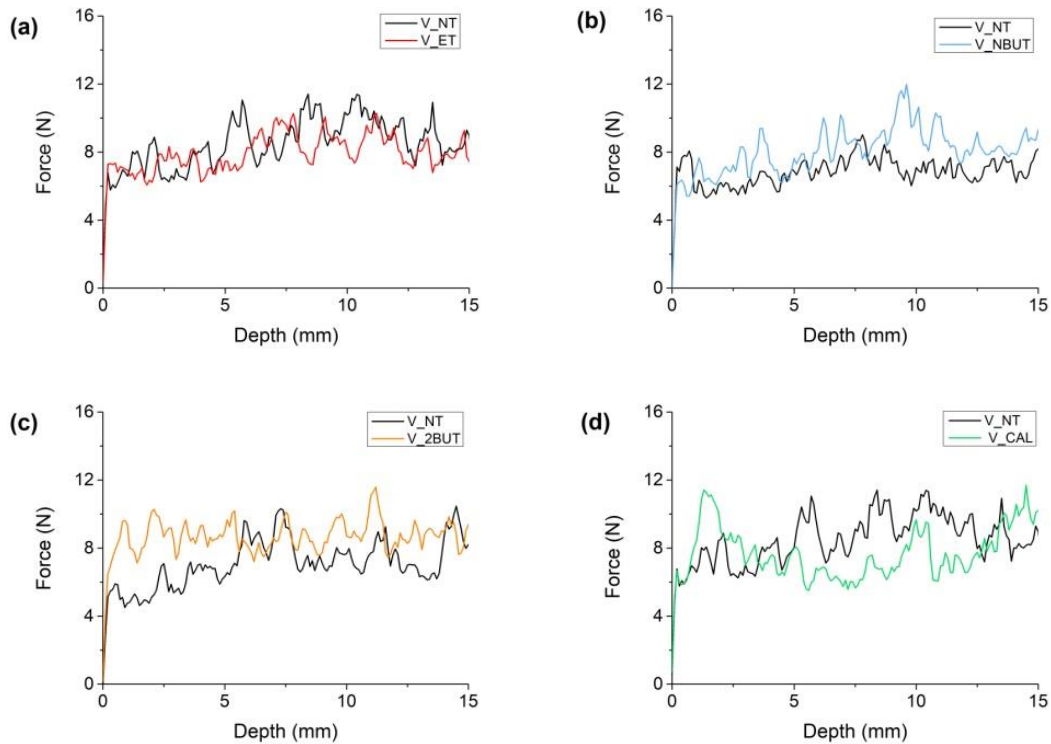 (a)
V_NT
V_ET
16
12
8
4
0
Force (N)
0 5 10 15
Depth (mm)
(b)
V_NT
V_NBUT
16
12
8
4
0
Force (N)
0 5 10 15
Depth (mm)
(c)
V_NT
V_2BUT
16
12
8
4
0
Force (N)
0 5 10 15
Depth (mm)
(d)
V_NT
V_CAL
16
12
8
4
0
Force (N)
0 5 10 15
Depth (mm)